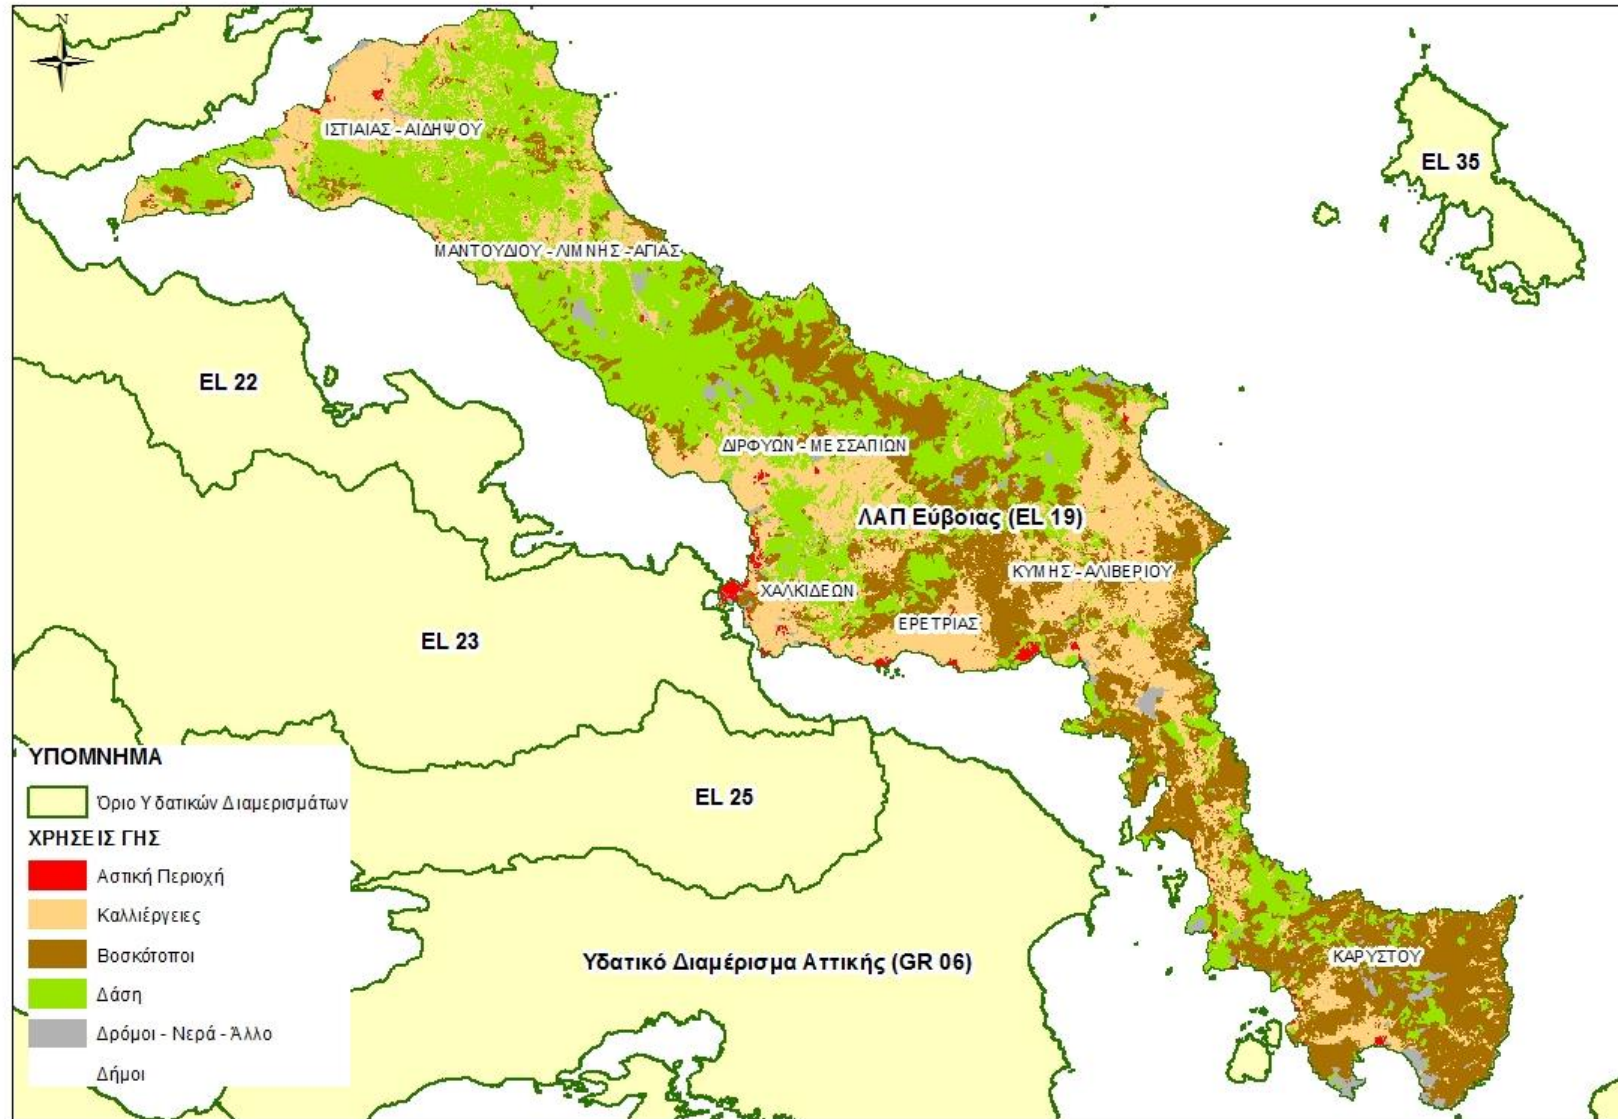 N
ΙΣΤΙΑΙΑΣ - ΑΙΔΗΨΟΥ
EL 35
ΜΑΝΤΟΥΔΙΟΥ - ΛΙΜΝΗΣ - ΑΓΙΑΣ
EL 22
ΔΙΡΦΥΩΝ - ΜΕΣΣΑΠΙΩΝ
ΛΑΠ Εύβοιας (EL 19)
ΚΥΜΗΣ - ΑΛΙΒΕΡΙΟΥ
ΧΑΛΚΙΔΕΩΝ
ΕΡΕΤΡΙΑΣ
EL 23
ΥΠΟΜΝΗΜΑ
Όριο Υδατικών Διαμερισμάτων
ΧΡΗΣΕΙΣ ΓΗΣ
Αστική Περιοχή
Καλλιέργειες
Βοσκότοποι
Δάση
Δρόμοι - Νερά - Άλλο
Δήμοι
EL 25
Υδατικό Διαμέρισμα Αττικής (GR 06)
ΚΑΡΥΣΤΟΥ